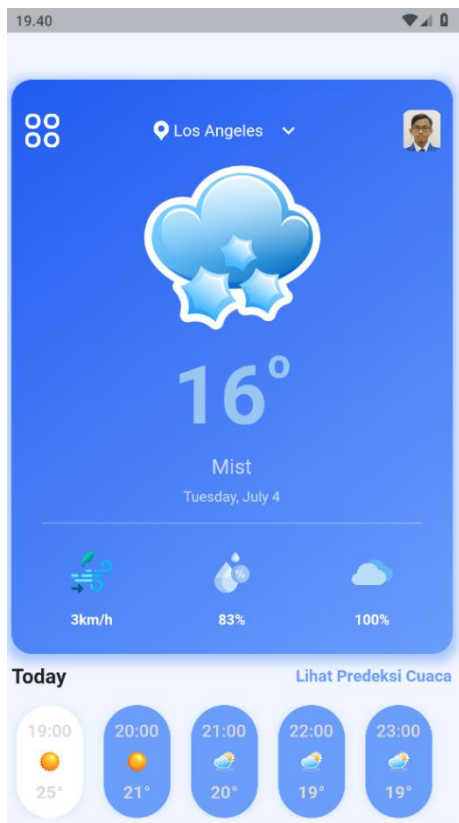 19.40
Los Angeles
16°
Mist
Tuesday, July 4
3km/h 83% 100%
Today Lihat Predeksi Cuaca
19:00 20:00 21:00 22:00 23:00
25° 21° 20° 19° 19°